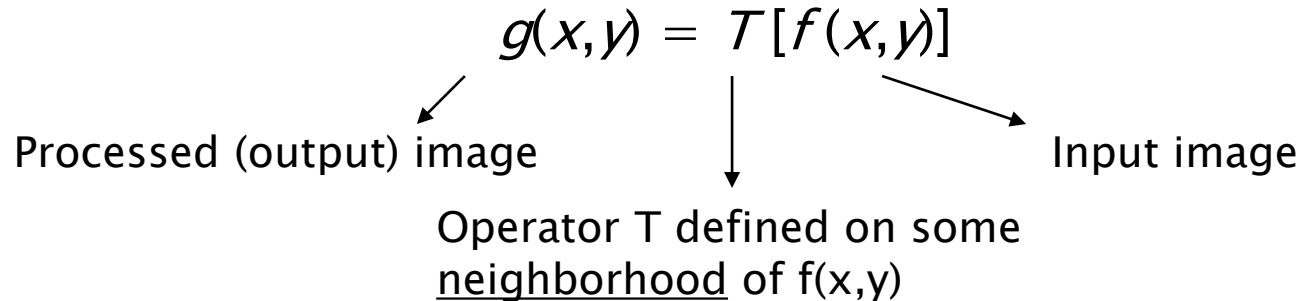 g(x,y) = T[f(x,y)]
Processed (output) image
Input image
Operator T defined on some
neighborhood of f(x,y)